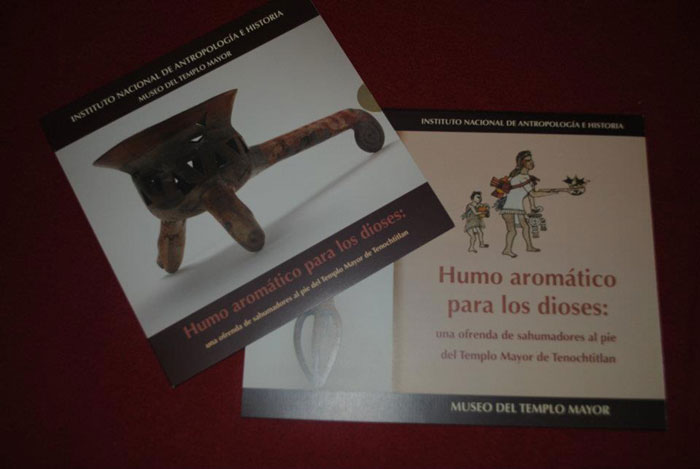 INSTITUTO NACIONAL DE ANTROPOLOGÍA E HISTORIA
MUSEO DEL TEMPLO MAYOR
Humo aromático para los dioses:
una ofrenda de sahumadores al pie del Templo Mayor de Tenochtitlan
INSTITUTO NACIONAL DE ANTROPOLOGÍA E HISTORIA
Humo aromático
para los dioses:
una ofrenda de sahumadores al pie
del Templo Mayor de Tenochtitlan
MUSEO DEL TEMPLO MAYOR